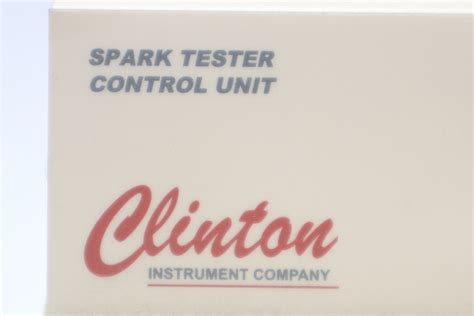 SPARK TESTER
CONTROL UNIT
Clinton
INSTRUMENT COMPANY